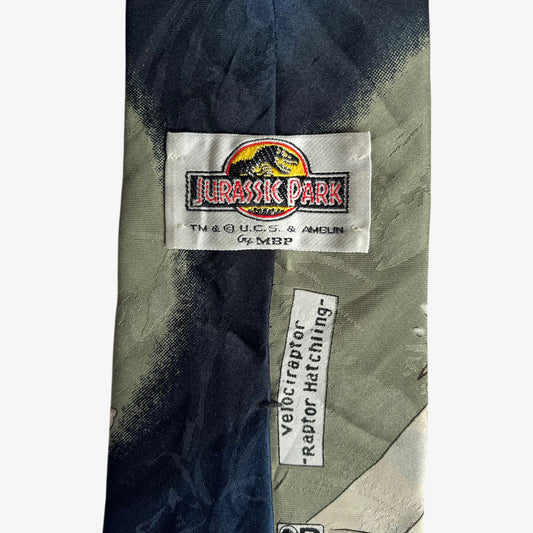 JURASSIC PARK
TM & © U.C.S. & AMBLIN
by MBP
Velociraptor
-Raptor Hatchling-